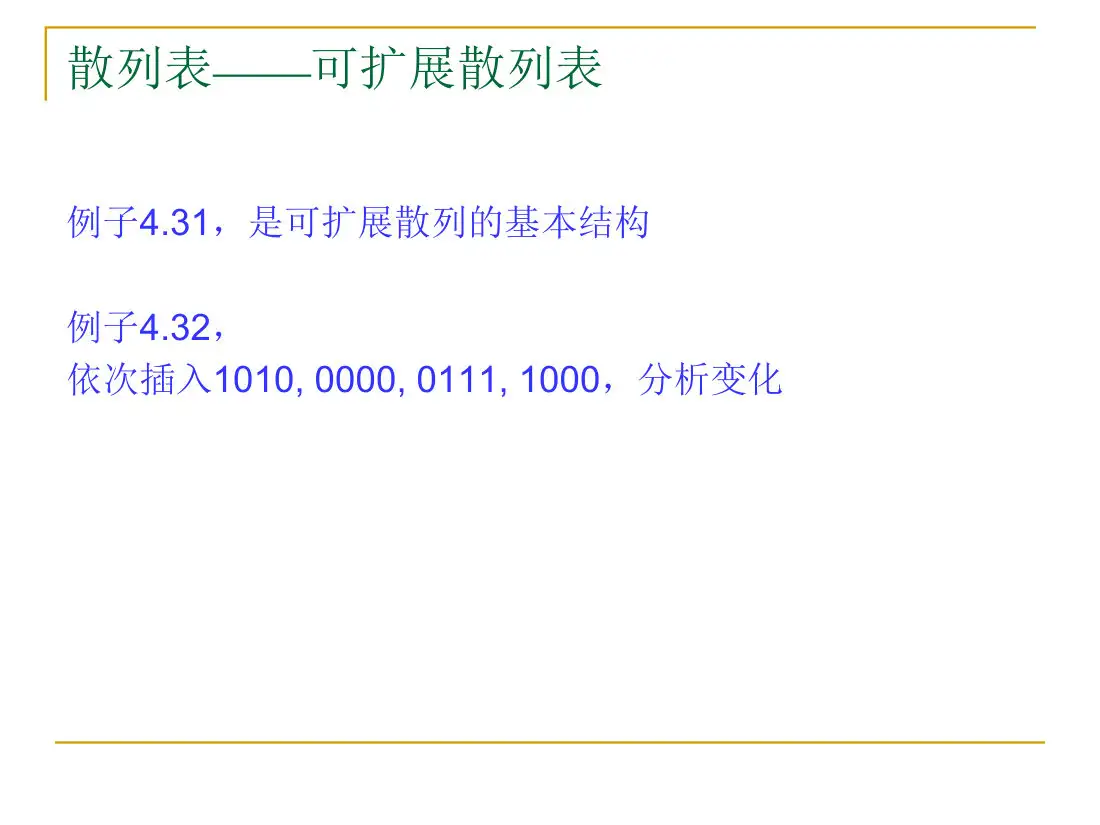 散列表——可扩展散列表
例子4.31，是可扩展散列的基本结构
例子4.32，
依次插入1010, 0000, 0111, 1000，分析变化